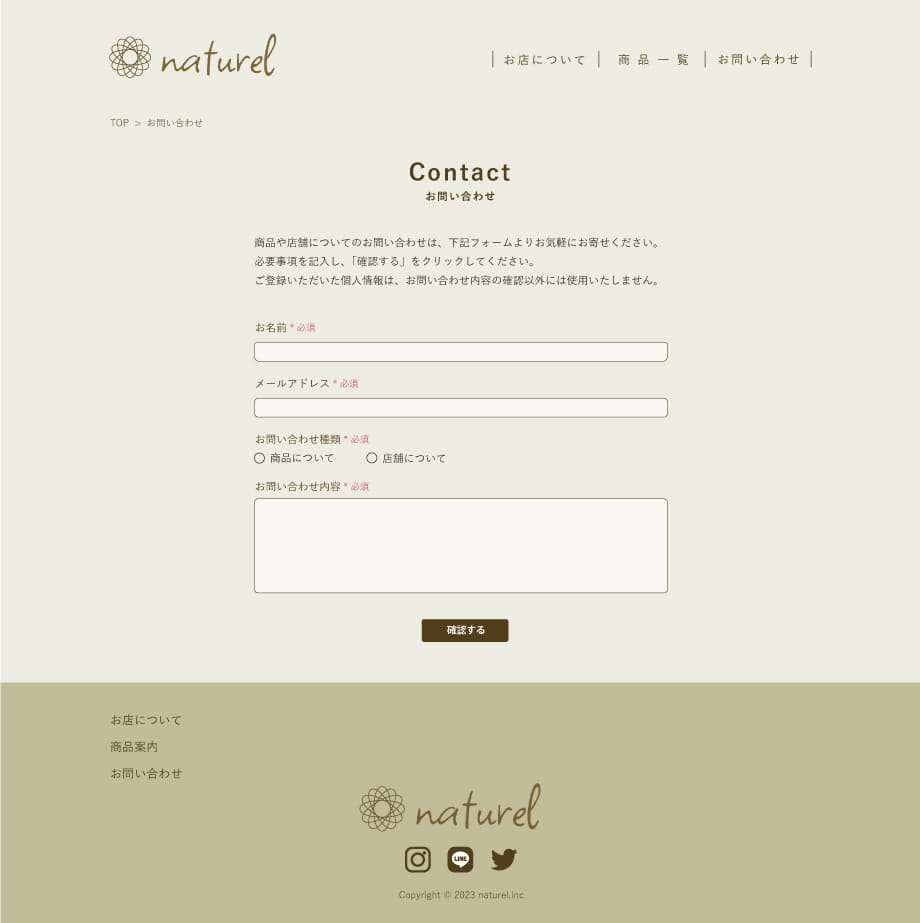 naturel
お店について
商品一覧
お問い合わせ
TOP > お問い合わせ
Contact
お問い合わせ
商品や店舗についてのお問い合わせは、下記フォームよりお気軽にお寄せください。
必要事項を記入し、「確認する」をクリックしてください。
ご登録いただいた個人情報は、お問い合わせ内容の確認以外には使用いたしません。
お名前 * 必須
メールアドレス * 必須
お問い合わせ種類 * 必須
商品について 店舗について
お問い合わせ内容 * 必須
確認する
お店について
商品案内
お問い合わせ
naturel
LINE
Copyright © 2023 naturel.inc